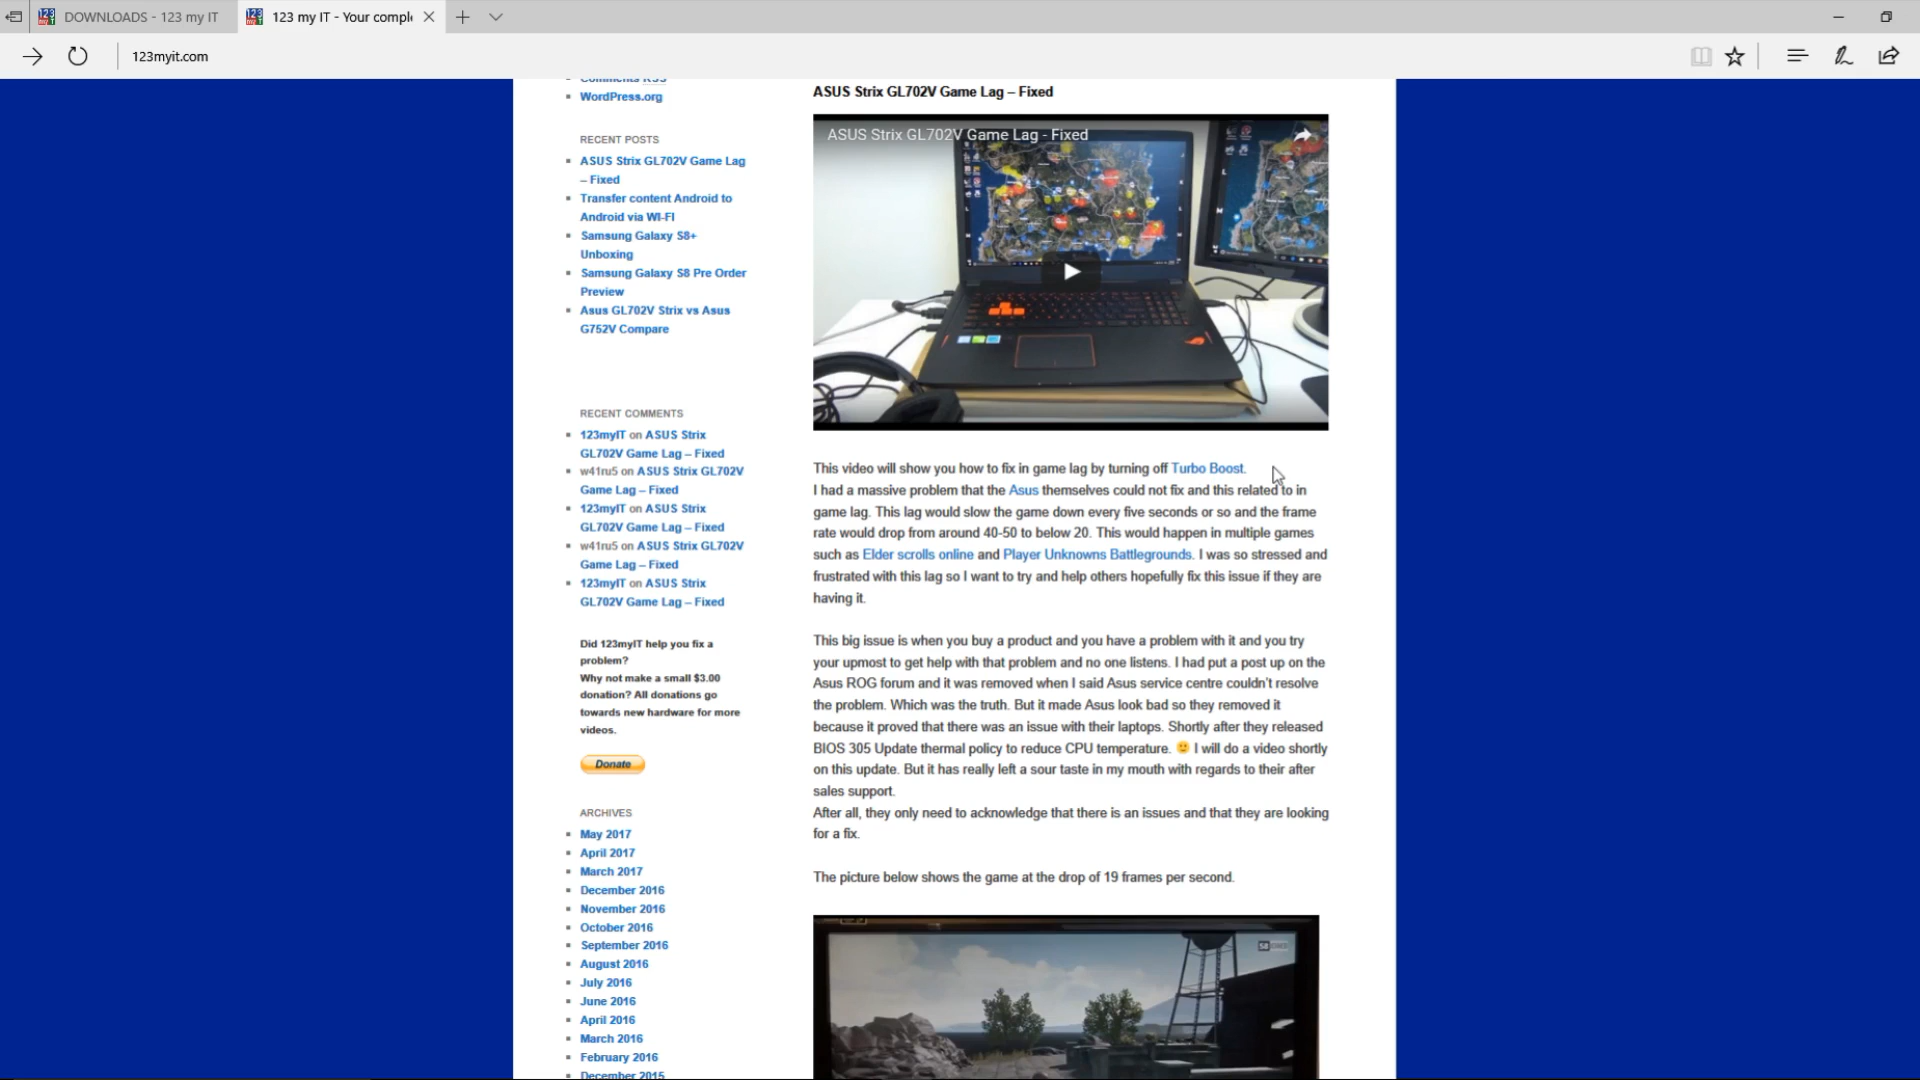 DOWNLOADS - 123 my IT
123 my IT - Your comple
123myit.com
Comments RSS
WordPress.org
RECENT POSTS
ASUS Strix GL702V Game Lag
– Fixed
Transfer content Android to
Android via WI-FI
Samsung Galaxy S8+
Unboxing
Samsung Galaxy S8 Pre Order
Preview
Asus GL702V Strix vs Asus
G752V Compare
RECENT COMMENTS
123myIT on ASUS Strix
GL702V Game Lag – Fixed
w41ru5 on ASUS Strix GL702V
Game Lag – Fixed
123myIT on ASUS Strix
GL702V Game Lag – Fixed
w41ru5 on ASUS Strix GL702V
Game Lag – Fixed
123myIT on ASUS Strix
GL702V Game Lag – Fixed
Did 123myIT help you fix a
problem?
Why not make a small $3.00
donation? All donations go
towards new hardware for more
videos.
Donate
ARCHIVES
May 2017
April 2017
March 2017
December 2016
November 2016
October 2016
September 2016
August 2016
July 2016
June 2016
April 2016
March 2016
February 2016
December 2015
ASUS Strix GL702V Game Lag – Fixed
ASUS Strix GL702V Game Lag - Fixed
This video will show you how to fix in game lag by turning off Turbo Boost.
I had a massive problem that the Asus themselves could not fix and this related to in
game lag. This lag would slow the game down every five seconds or so and the frame
rate would drop from around 40-50 to below 20. This would happen in multiple games
such as Elder scrolls online and Player Unknowns Battlegrounds. I was so stressed and
frustrated with this lag so I want to try and help others hopefully fix this issue if they are
having it.
This big issue is when you buy a product and you have a problem with it and you try
your upmost to get help with that problem and no one listens. I had put a post up on the
Asus ROG forum and it was removed when I said Asus service centre couldn't resolve
the problem. Which was the truth. But it made Asus look bad so they removed it
because it proved that there was an issue with their laptops. Shortly after they released
BIOS 305 Update thermal policy to reduce CPU temperature. 🙂 I will do a video shortly
on this update. But it has really left a sour taste in my mouth with regards to their after
sales support.
After all, they only need to acknowledge that there is an issues and that they are looking
for a fix.
The picture below shows the game at the drop of 19 frames per second.